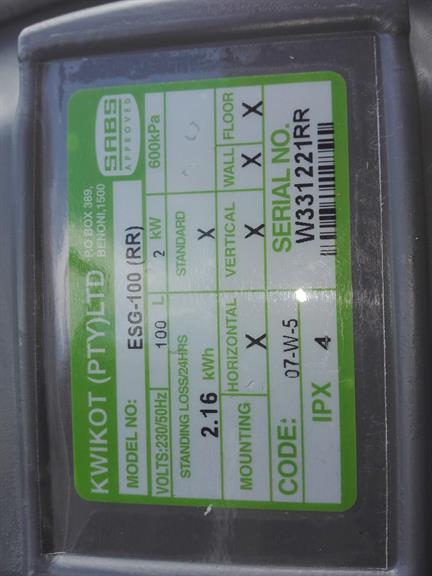 KWIKOT (PTY) LTD P.O BOX 389, BENONI, 1500
SABS APPROVED
MODEL NO: ESG-100 (RR)
VOLTS:230/50Hz 100 L 2 kW 600kPa
STANDING LOSS/24HRS STANDARD
2.16 kWh X
MOUNTING HORIZONTAL VERTICAL WALL FLOOR
X X X X
CODE: 07-W-5 SERIAL NO.
IPX 4 W331221RR